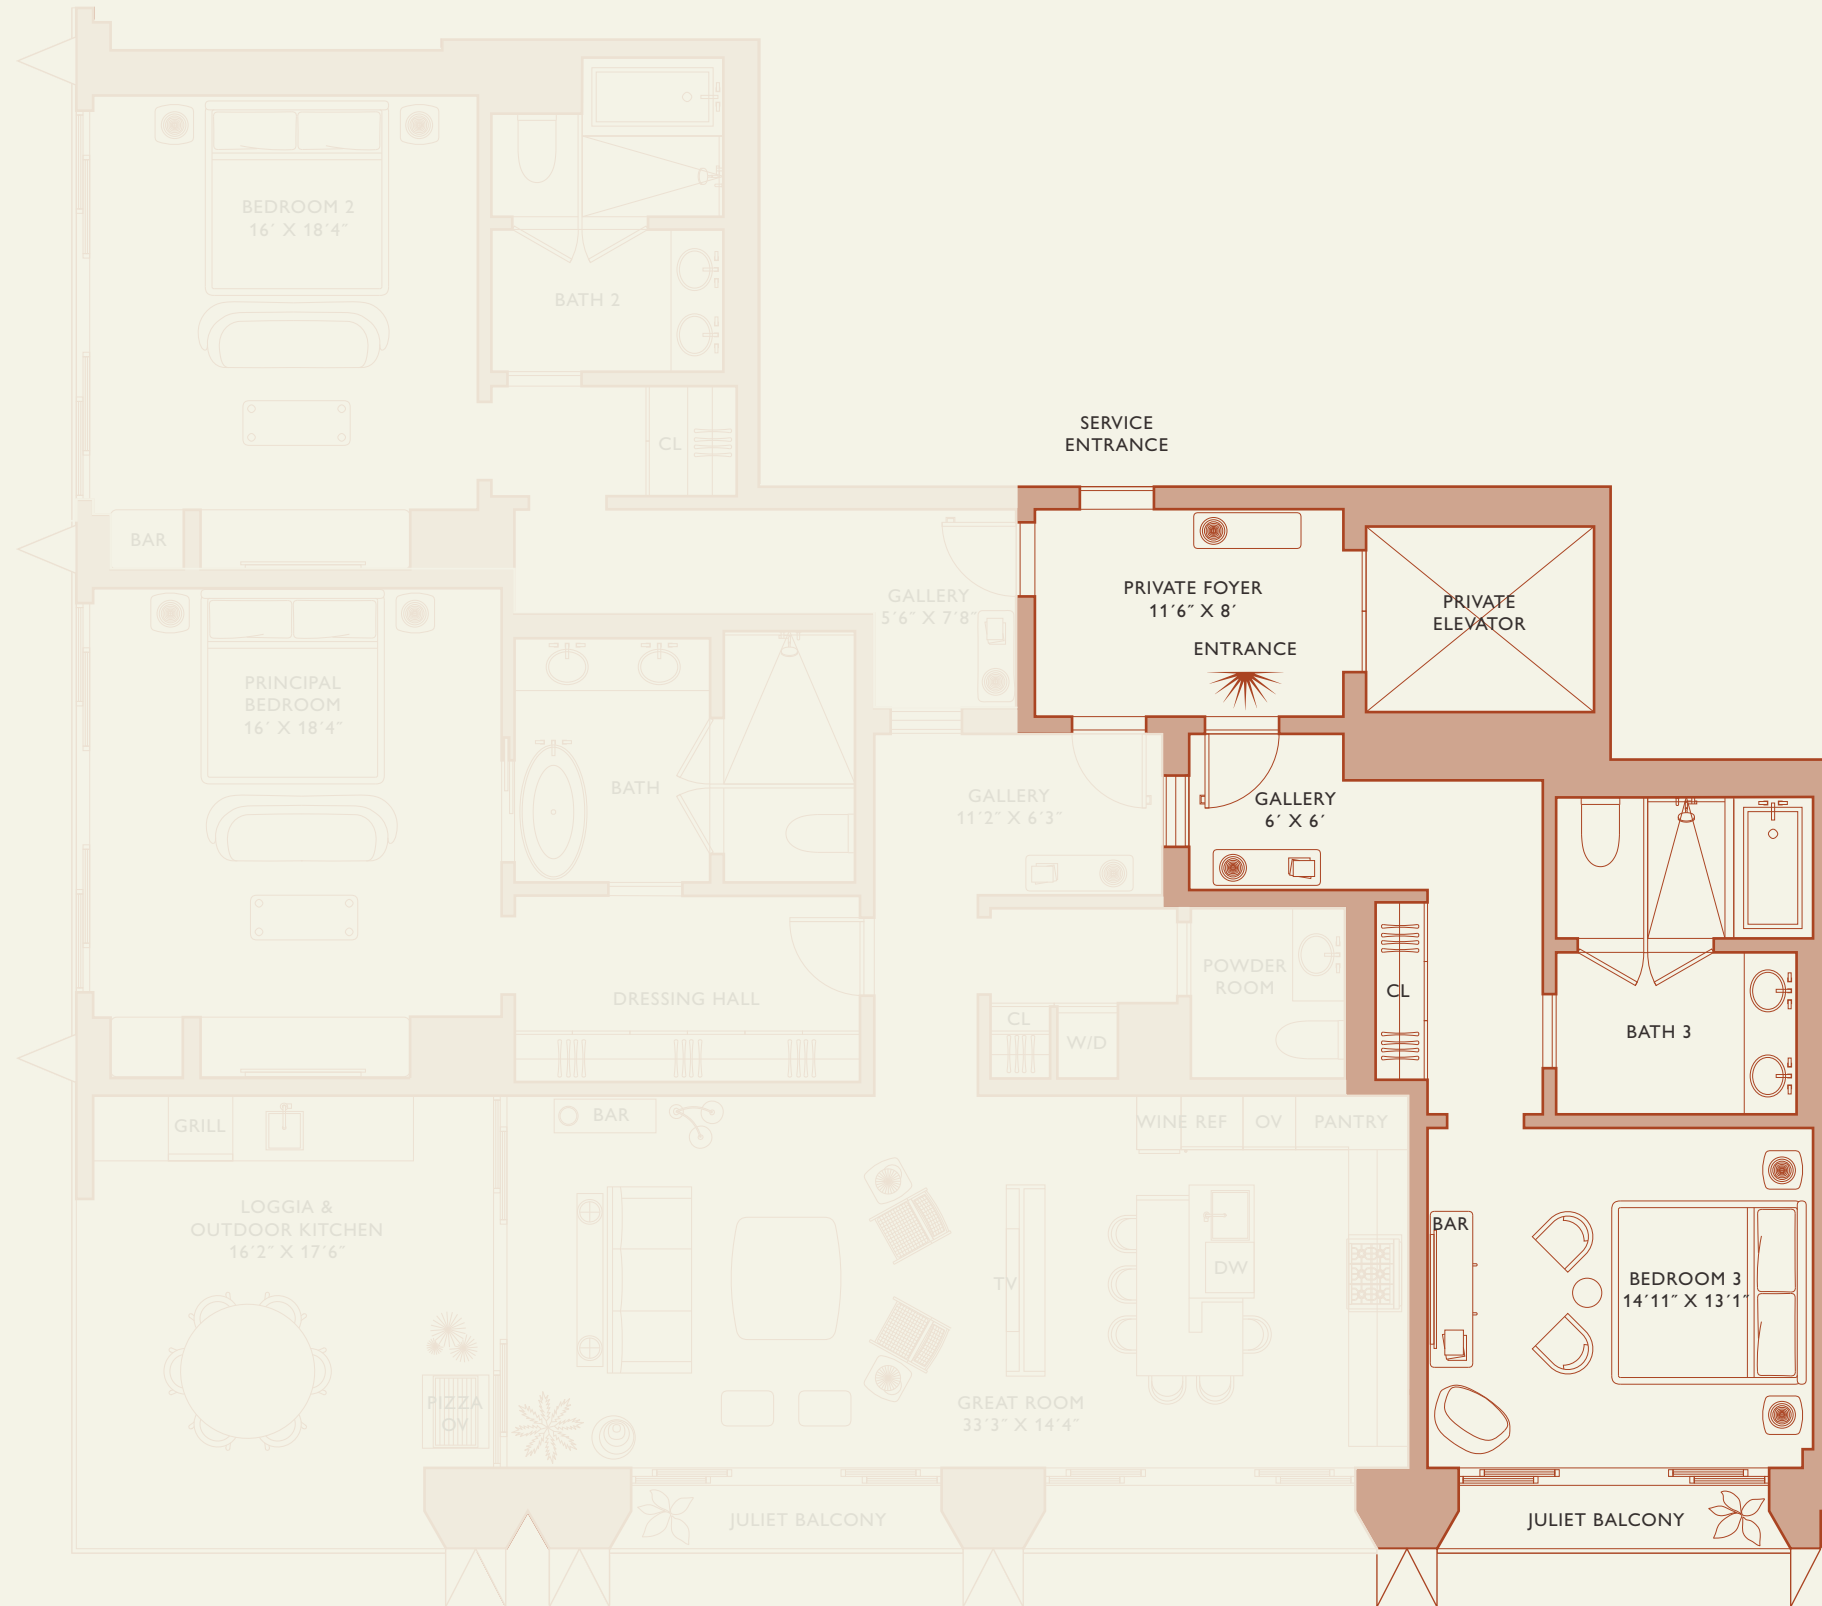 BEDROOM 2
16′ X 18′4″
BATH 2
CL
BAR
SERVICE
ENTRANCE
GALLERY
5′6″ X 7′8″
PRIVATE FOYER
11′6″ X 8′
ENTRANCE
PRIVATE
ELEVATOR
PRINCIPAL
BEDROOM
16′ X 18′4″
BATH
GALLERY
11′2″ X 6′3″
GALLERY
6′ X 6′
DRESSING HALL
POWDER
ROOM
CL
W/D
CL
BATH 3
GRILL
BAR
WINE REF
OV
PANTRY
LOGGIA &
OUTDOOR KITCHEN
16′2″ X 17′6″
TV
DW
BAR
BEDROOM 3
14′11″ X 13′1″
PIZZA
OV
GREAT ROOM
33′3″ X 14′4″
JULIET BALCONY
JULIET BALCONY